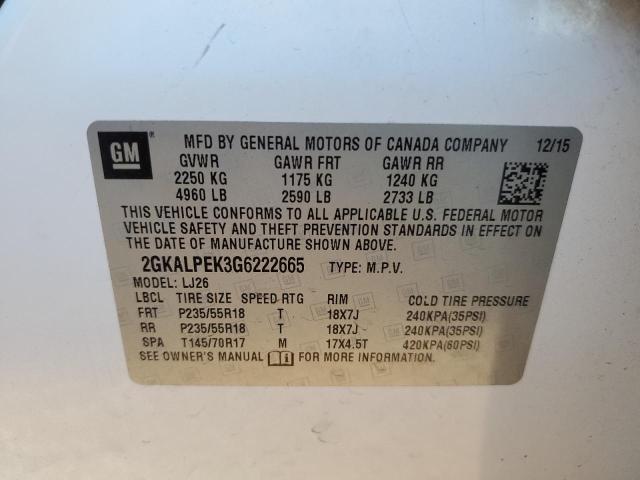 GM ® MFD BY GENERAL MOTORS OF CANADA COMPANY 12/15
GVWR GAWR FRT GAWR RR
2250 KG 1175 KG 1240 KG
4960 LB 2590 LB 2733 LB
THIS VEHICLE CONFORMS TO ALL APPLICABLE U.S. FEDERAL MOTOR
VEHICLE SAFETY AND THEFT PREVENTION STANDARDS IN EFFECT ON
THE DATE OF MANUFACTURE SHOWN ABOVE.
2GKALPEK3G6222665 TYPE: M.P.V.
MODEL: LJ26
LBCL TIRE SIZE SPEED RTG RIM COLD TIRE PRESSURE
FRT P235/55R18 T 18X7J 240KPA(35PSI)
RR P235/55R18 T 18X7J 240KPA(35PSI)
SPA T145/70R17 M 17X4.5T 420KPA(60PSI)
SEE OWNER'S MANUAL FOR MORE INFORMATION.